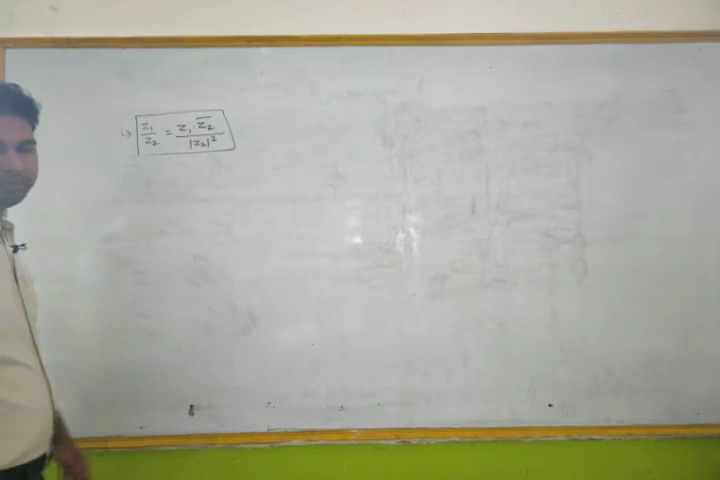 ↳ z₁/z₂ = z₁ z̅₂/|z₂|²